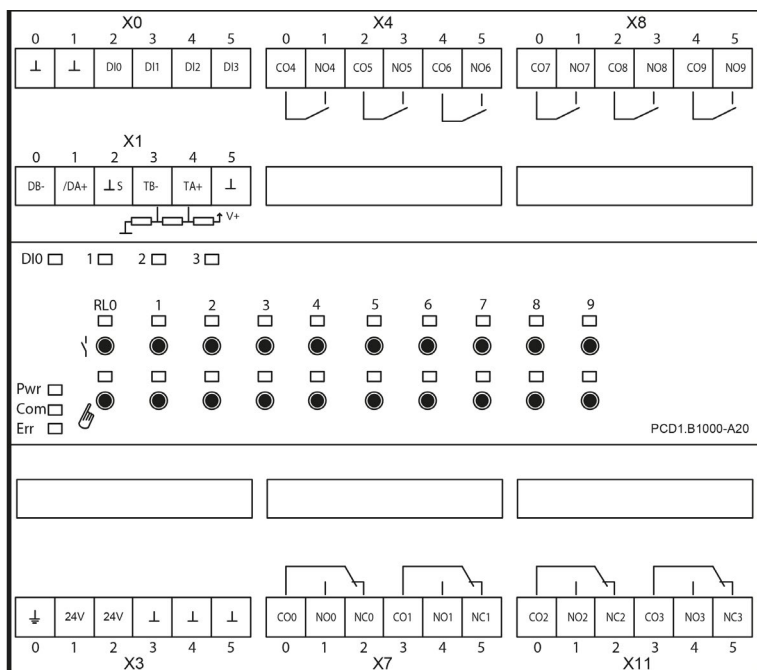 X0 X4 X8
0 1 2 3 4 5 0 1 2 3 4 5 0 1 2 3 4 5
⊥ ⊥ DI0 DI1 DI2 DI3 CO4 NO4 CO5 NO5 CO6 NO6 CO7 NO7 CO8 NO8 CO9 NO9
X1
0 1 2 3 4 5
DB- /DA+ ⊥ S TB- TA+ ⊥
V+
DI0 1 2 3
RL0 1 2 3 4 5 6 7 8 9
Pwr
Com
Err
PCD1.B1000-A20
⏚ 24V 24V ⊥ ⊥ ⊥ CO0 NO0 NC0 CO1 NO1 NC1 CO2 NO2 NC2 CO3 NO3 NC3
0 1 2 3 4 5 0 1 2 3 4 5 0 1 2 3 4 5
X3 X7 X11